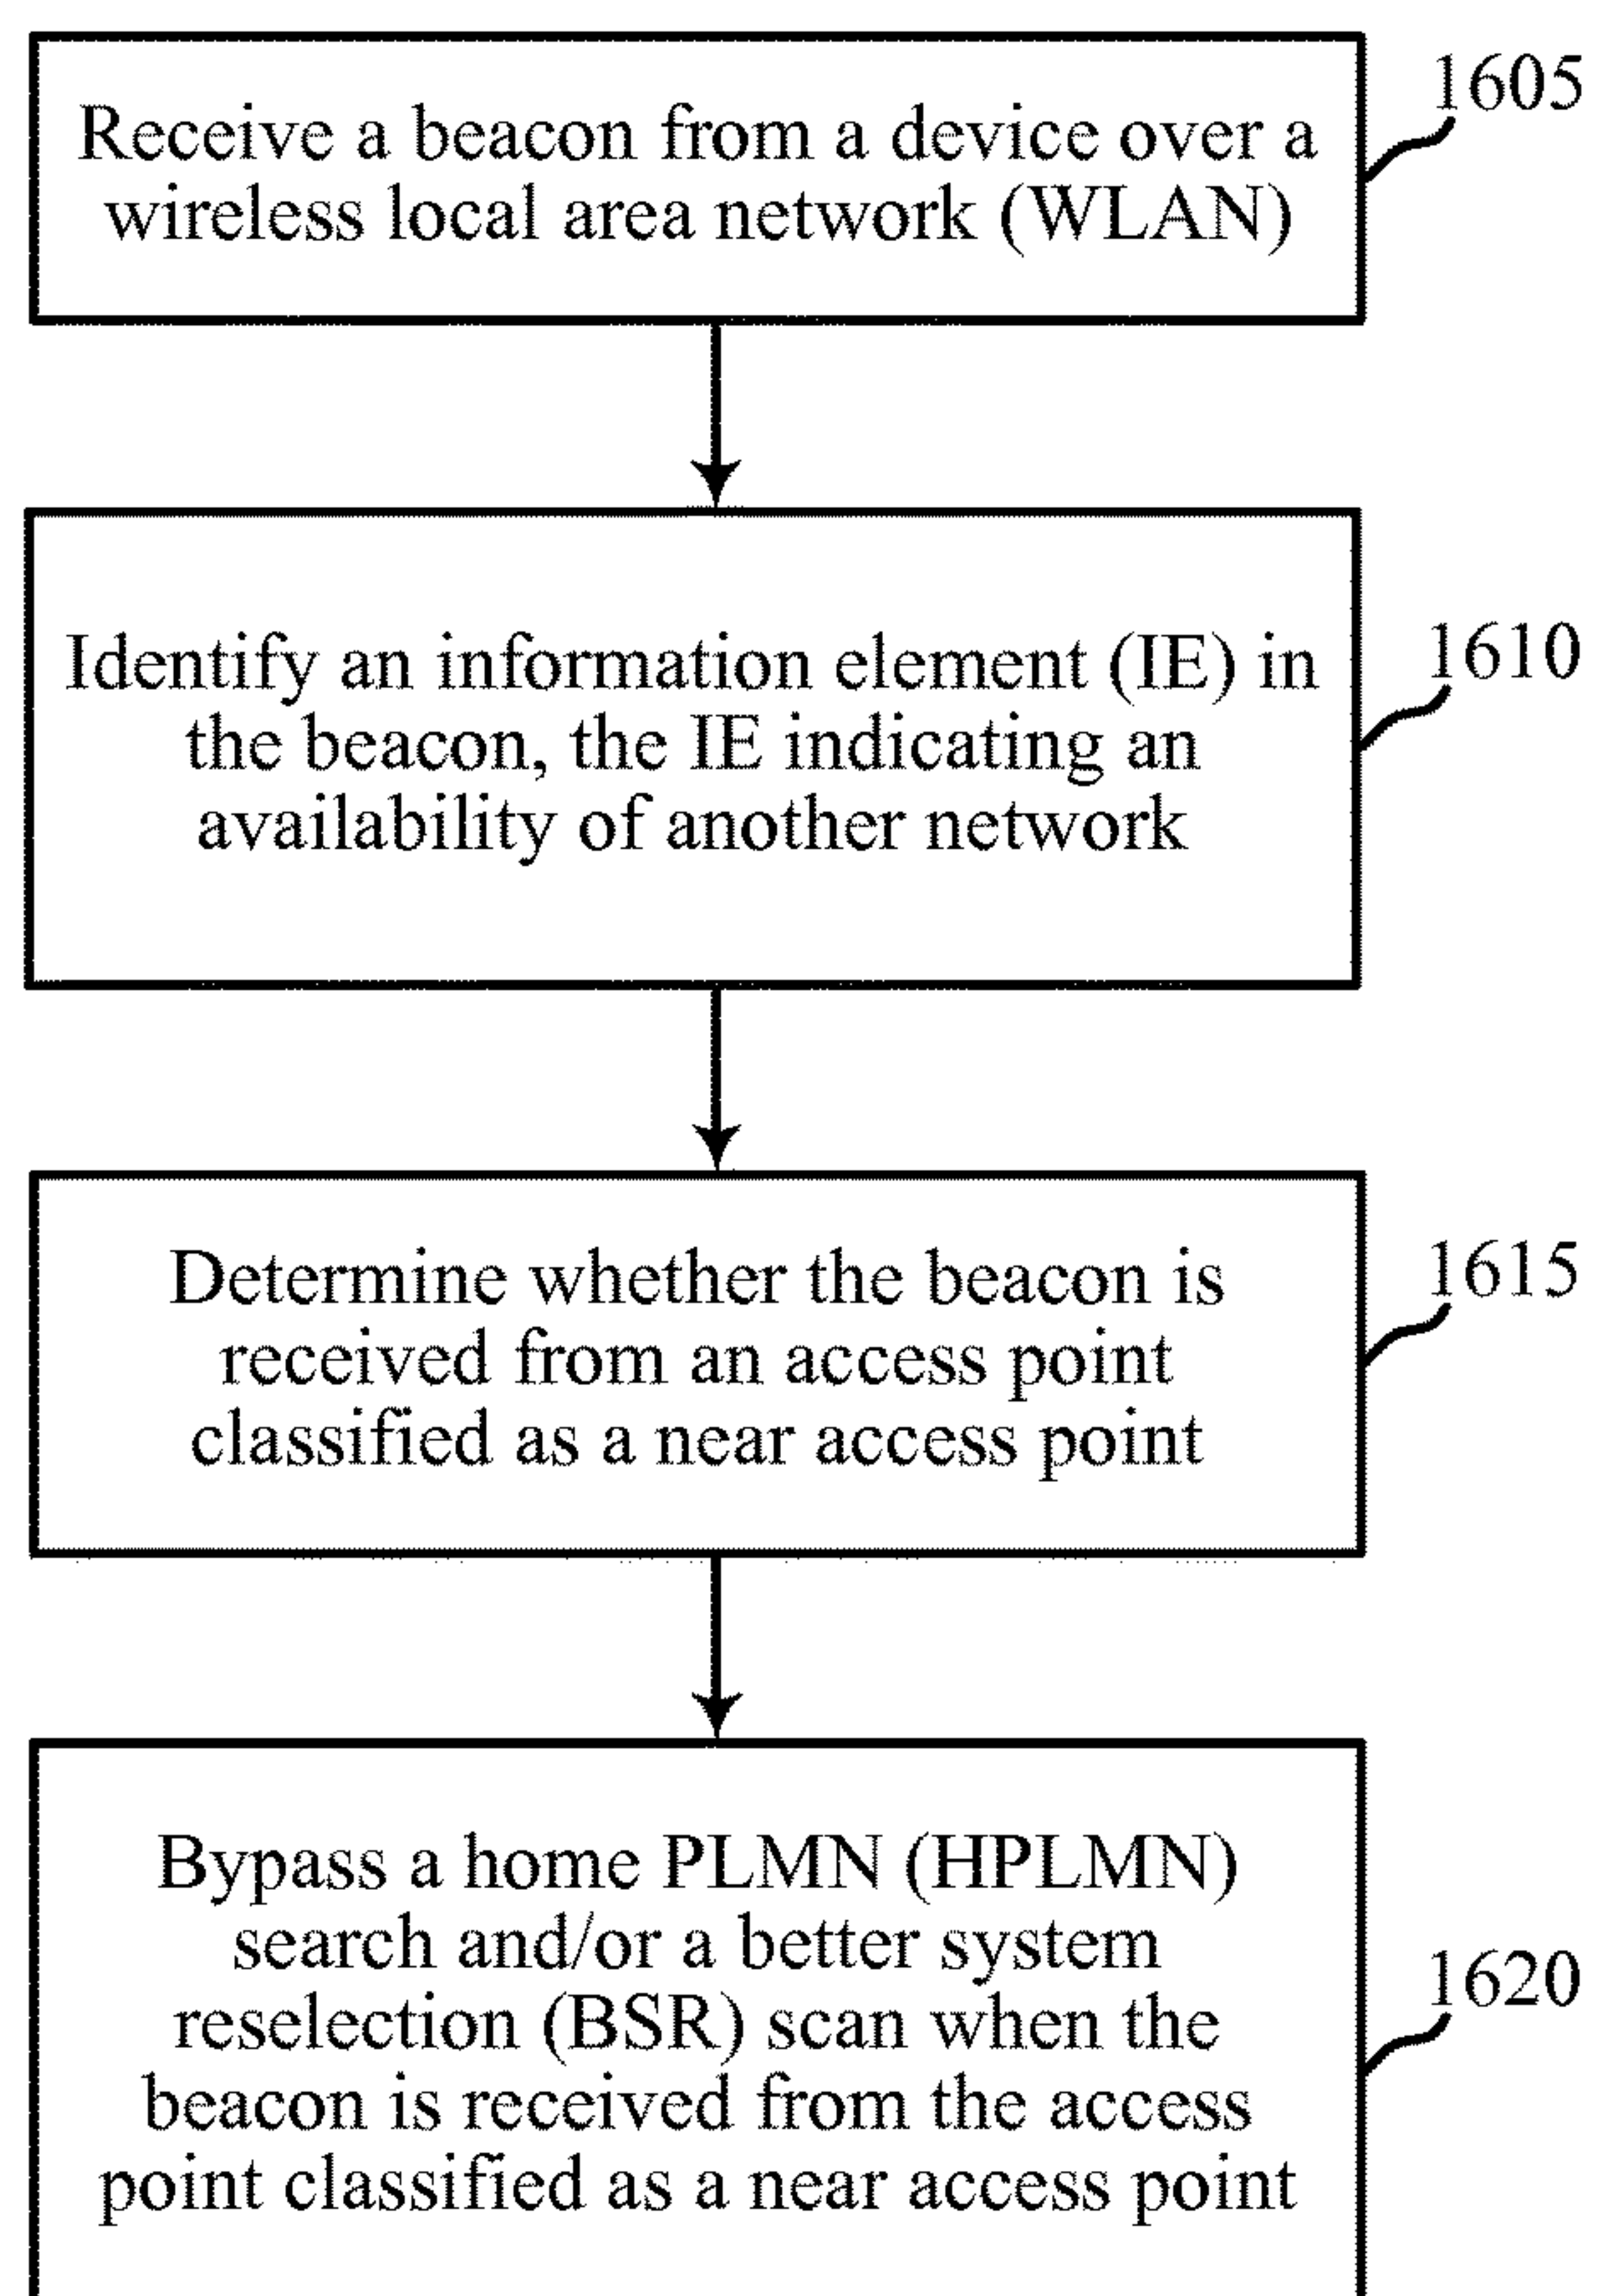 Receive a beacon from a device over a
wireless local area network (WLAN)
1605
Identify an information element (IE) in
the beacon, the IE indicating an
availability of another network
1610
Determine whether the beacon is
received from an access point
classified as a near access point
1615
Bypass a home PLMN (HPLMN)
search and/or a better system
reselection (BSR) scan when the
beacon is received from the access
point classified as a near access point
1620